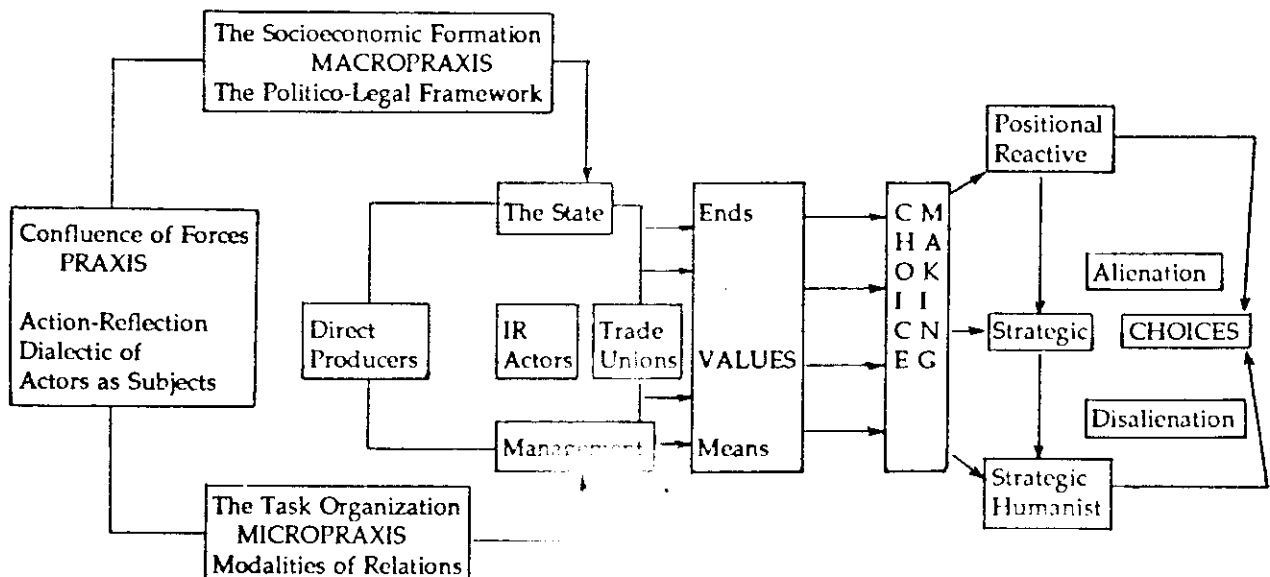 The Socioeconomic Formation
MACROPRAXIS
The Politico-Legal Framework
Confluence of Forces
PRAXIS
Action-Reflection
Dialectic of
Actors as Subjects
The State
Direct
Producers
IR
Actors
Trade
Unions
Management
The Task Organization
MICROPRAXIS
Modalities of Relations
Ends
VALUES
Means
CHOICE
MAKING
Positional
Reactive
Strategic
Strategic
Humanist
Alienation
CHOICES
Disalienation